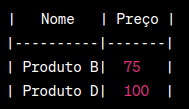 |   Nome   | Preço |
|----------|-------|
| Produto B|  75   |
| Produto D|  100  |